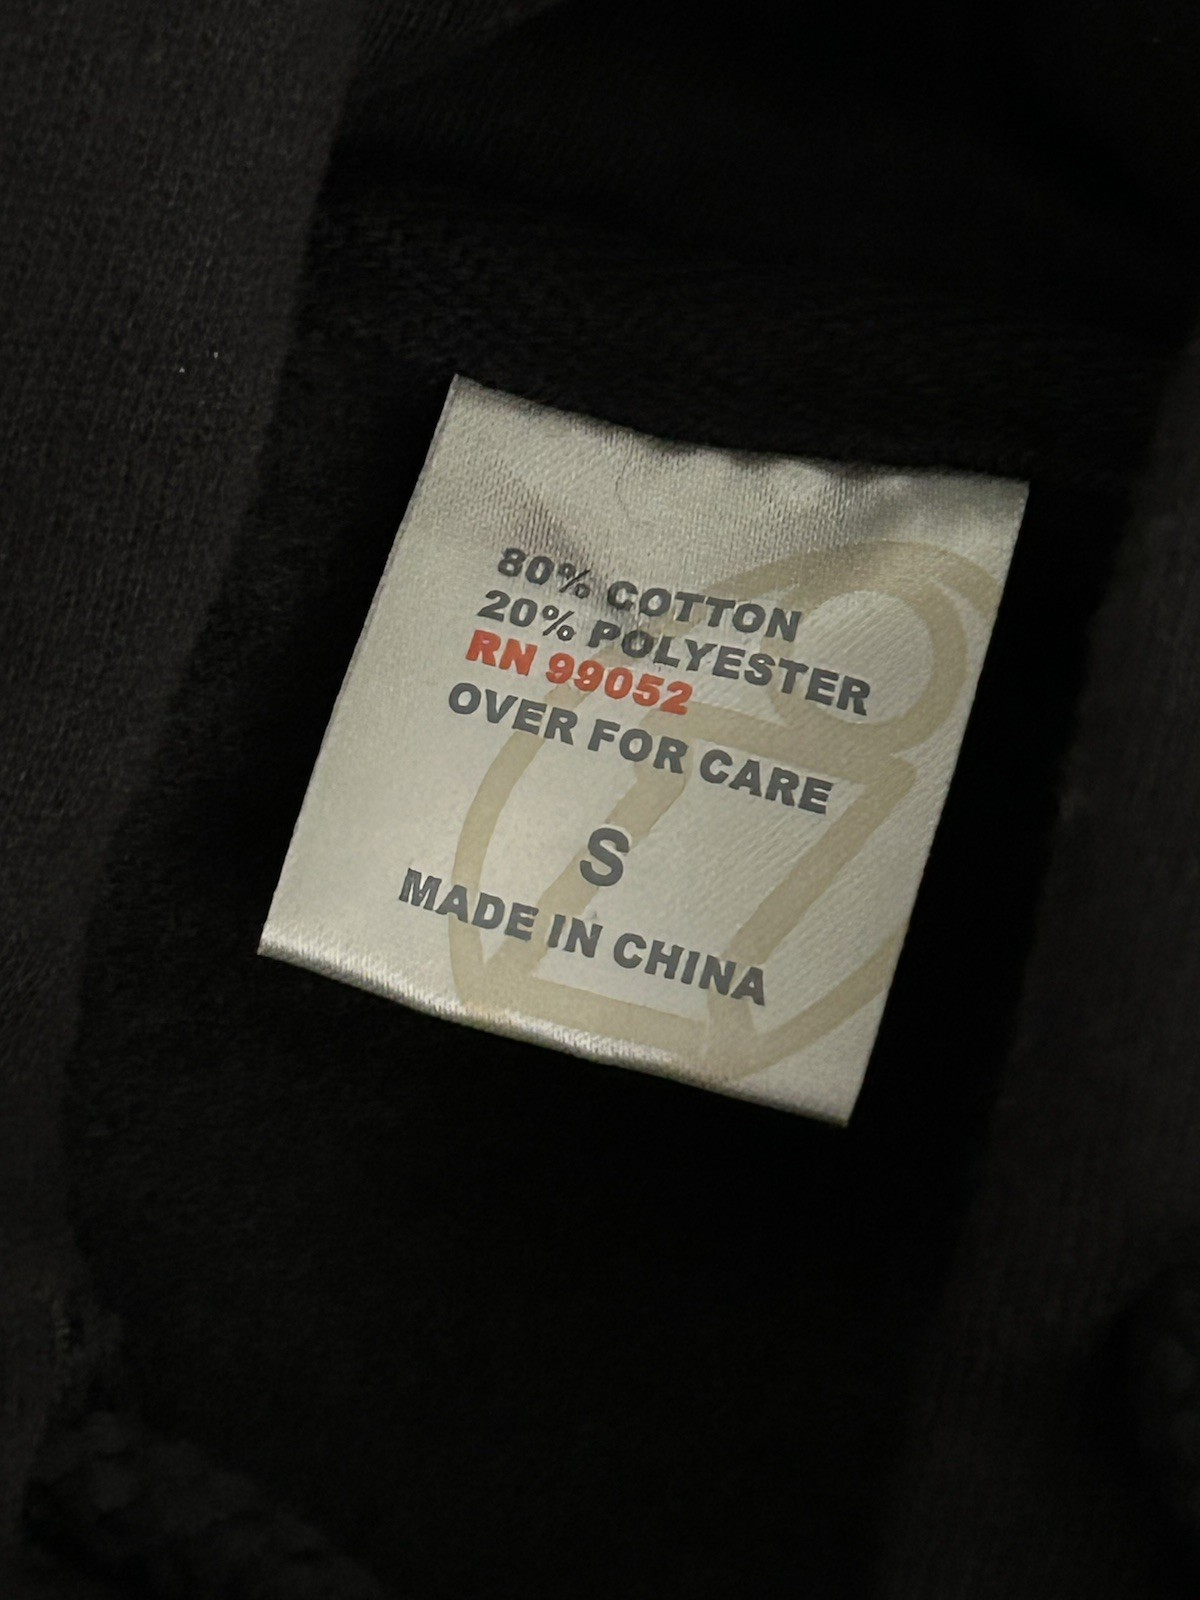 80% COTTON
20% POLYESTER
RN 99052
OVER FOR CARE
S
MADE IN CHINA